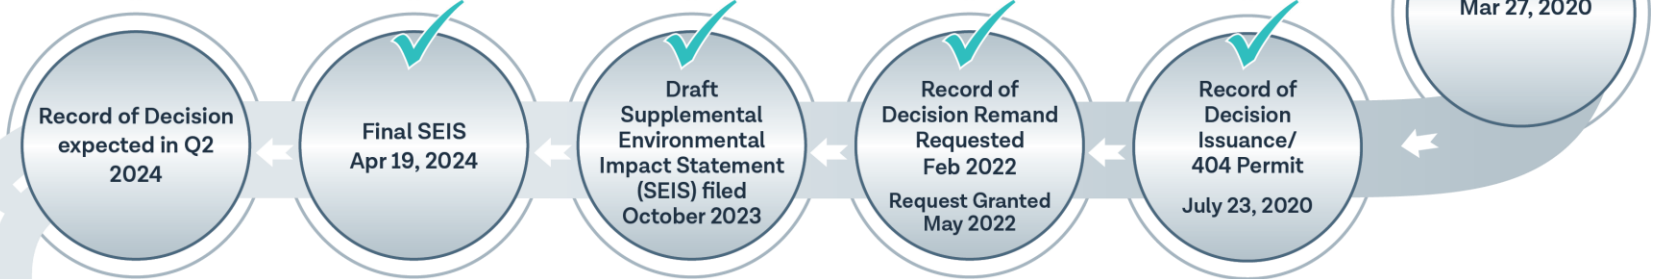 Mar 27, 2020
Record of
Decision
Issuance/
404 Permit
July 23, 2020
Record of
Decision Remand
Requested
Feb 2022
Request Granted
May 2022
Draft
Supplemental
Environmental
Impact Statement
(SEIS) filed
October 2023
Final SEIS
Apr 19, 2024
Record of Decision
expected in Q2
2024